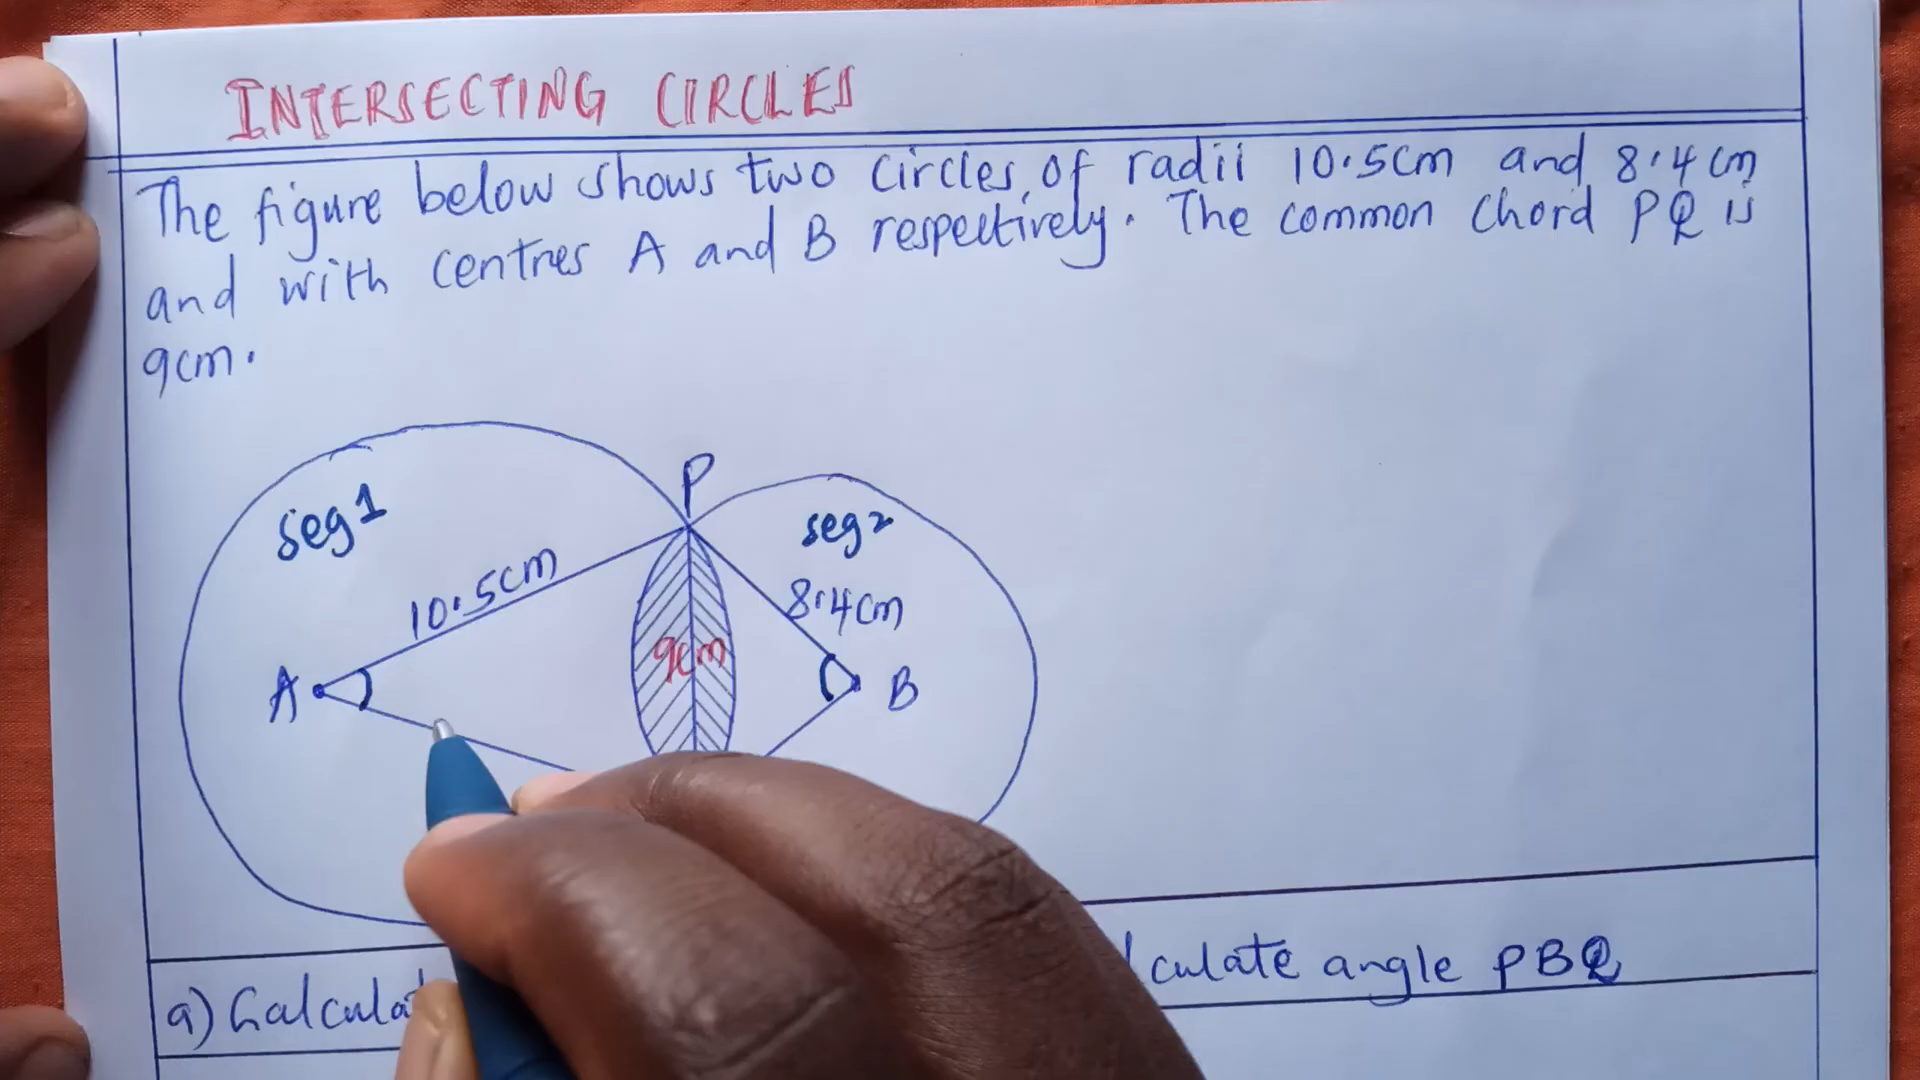 INTERSECTING CIRCLES
The figure below shows two circles of radii 10.5cm and 8.4cm
and with centres A and B respectively. The common chord PQ is
9cm.
P
seg1
seg2
10.5cm
8.4cm
9cm
A
B
a) Calculat
lculate angle PBQ